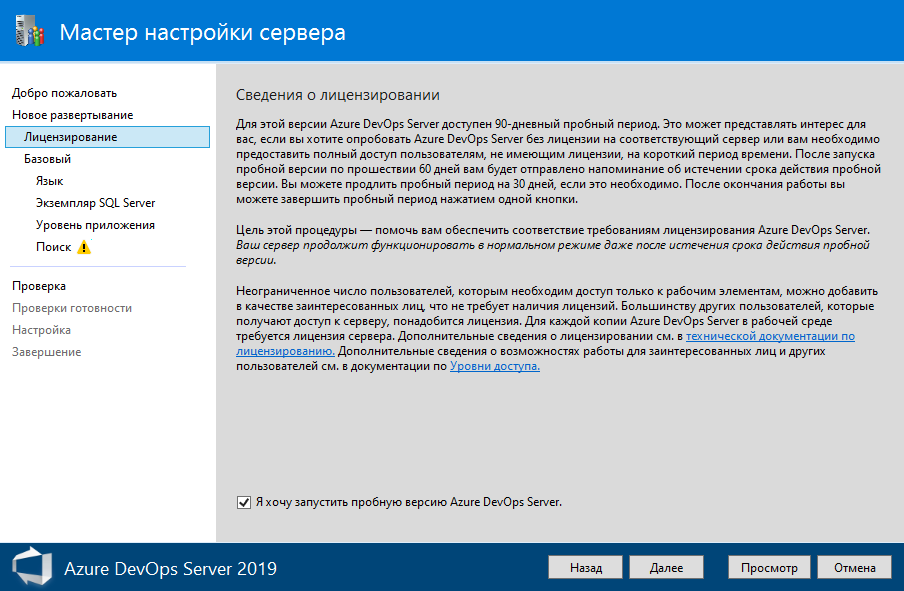 Мастер настройки сервера
Добро пожаловать
Новое развертывание
Лицензирование
Базовый
Язык
Экземпляр SQL Server
Уровень приложения
Поиск
Проверка
Проверки готовности
Настройка
Завершение
Сведения о лицензировании
Для этой версии Azure DevOps Server доступен 90-дневный пробный период. Это может представлять интерес для
вас, если вы хотите опробовать Azure DevOps Server без лицензии на соответствующий сервер или вам необходимо
предоставить полный доступ пользователям, не имеющим лицензии, на короткий период времени. После запуска
пробной версии по прошествии 60 дней вам будет отправлено напоминание об истечении срока действия пробной
версии. Вы можете продлить пробный период на 30 дней, если это необходимо. После окончания работы вы
можете завершить пробный период нажатием одной кнопки.
Цель этой процедуры — помочь вам обеспечить соответствие требованиям лицензирования Azure DevOps Server.
Ваш сервер продолжит функционировать в нормальном режиме даже после истечения срока действия пробной
версии.
Неограниченное число пользователей, которым необходим доступ только к рабочим элементам, можно добавить
в качестве заинтересованных лиц, что не требует наличия лицензий. Большинству других пользователей, которые
получают доступ к серверу, понадобится лицензия. Для каждой копии Azure DevOps Server в рабочей среде
требуется лицензия сервера. Дополнительные сведения о лицензировании см. в технической документации по
лицензированию. Дополнительные сведения о возможностях работы для заинтересованных лиц и других
пользователей см. в документации по Уровни доступа.
Я хочу запустить пробную версию Azure DevOps Server.
Azure DevOps Server 2019
Назад
Далее
Просмотр
Отмена